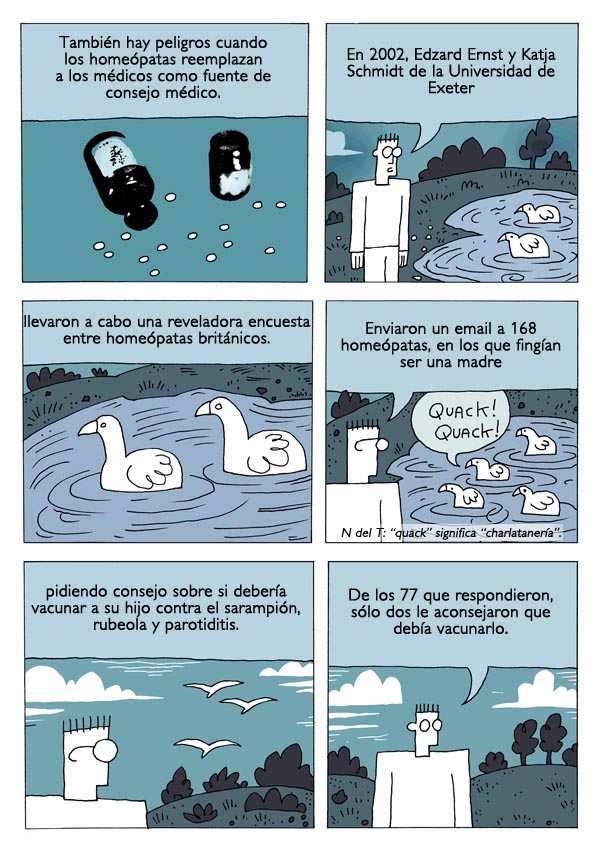 También hay peligros cuando
los homeópatas reemplazan
a los médicos como fuente de
consejo médico.
En 2002, Edzard Ernst y Katja
Schmidt de la Universidad de
Exeter
llevaron a cabo una reveladora encuesta
entre homeópatas británicos.
Enviaron un email a 168
homeópatas, en los que fingían
ser una madre
QUACK!
QUACK!
N del T: “quack” significa “charlatanería”.
pidiendo consejo sobre si debería
vacunar a su hijo contra el sarampión,
rubeola y parotiditis.
De los 77 que respondieron,
sólo dos le aconsejaron que
debía vacunarlo.